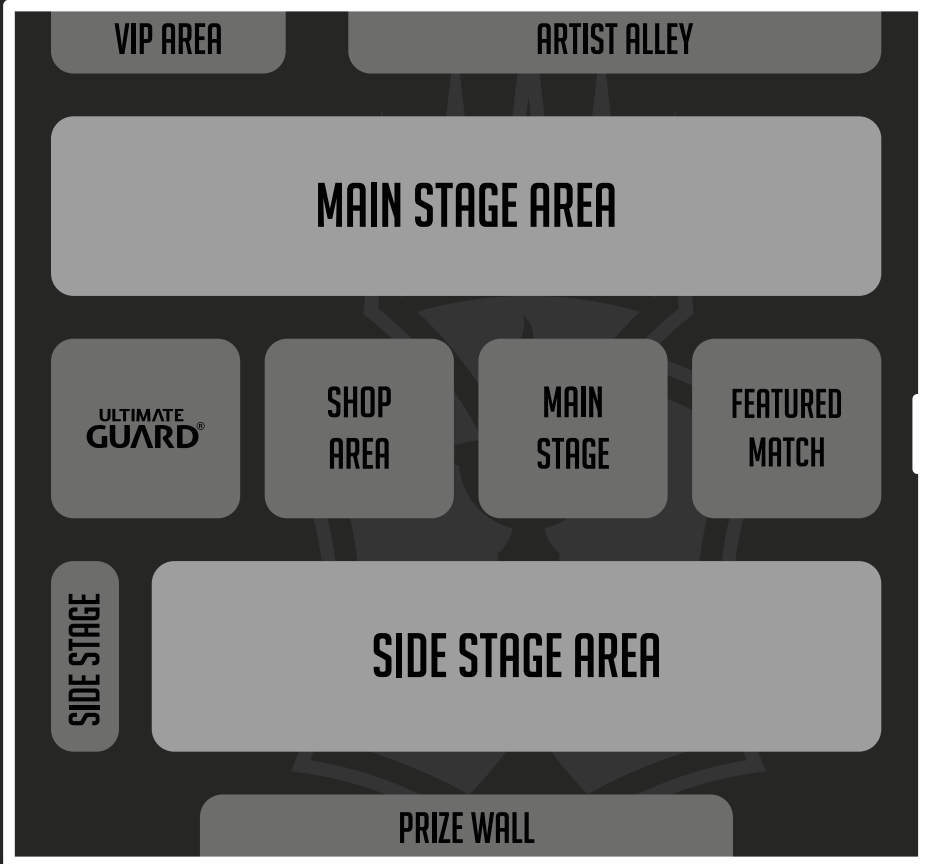 VIP AREA
ARTIST ALLEY
MAIN STAGE AREA
ULTIMATE
GUARD®
SHOP
AREA
MAIN
STAGE
FEATURED
MATCH
SIDE STAGE
SIDE STAGE AREA
PRIZE WALL